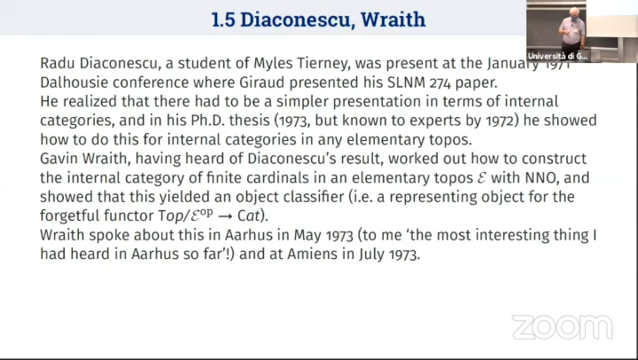 1.5 Diaconescu, Wraith
Università di G...
Radu Diaconescu, a student of Myles Tierney, was present at the January 1971
Dalhousie conference where Giraud presented his SLNM 274 paper.
He realized that there had to be a simpler presentation in terms of internal
categories, and in his Ph.D. thesis (1973, but known to experts by 1972) he showed
how to do this for internal categories in any elementary topos.
Gavin Wraith, having heard of Diaconescu's result, worked out how to construct
the internal category of finite cardinals in an elementary topos ℰ with NNO, and
showed that this yielded an object classifier (i.e. a representing object for the
forgetful functor Top/ℰ^op → Cat).
Wraith spoke about this in Aarhus in May 1973 (to me 'the most interesting thing I
had heard in Aarhus so far'!) and at Amiens in July 1973.
zoom